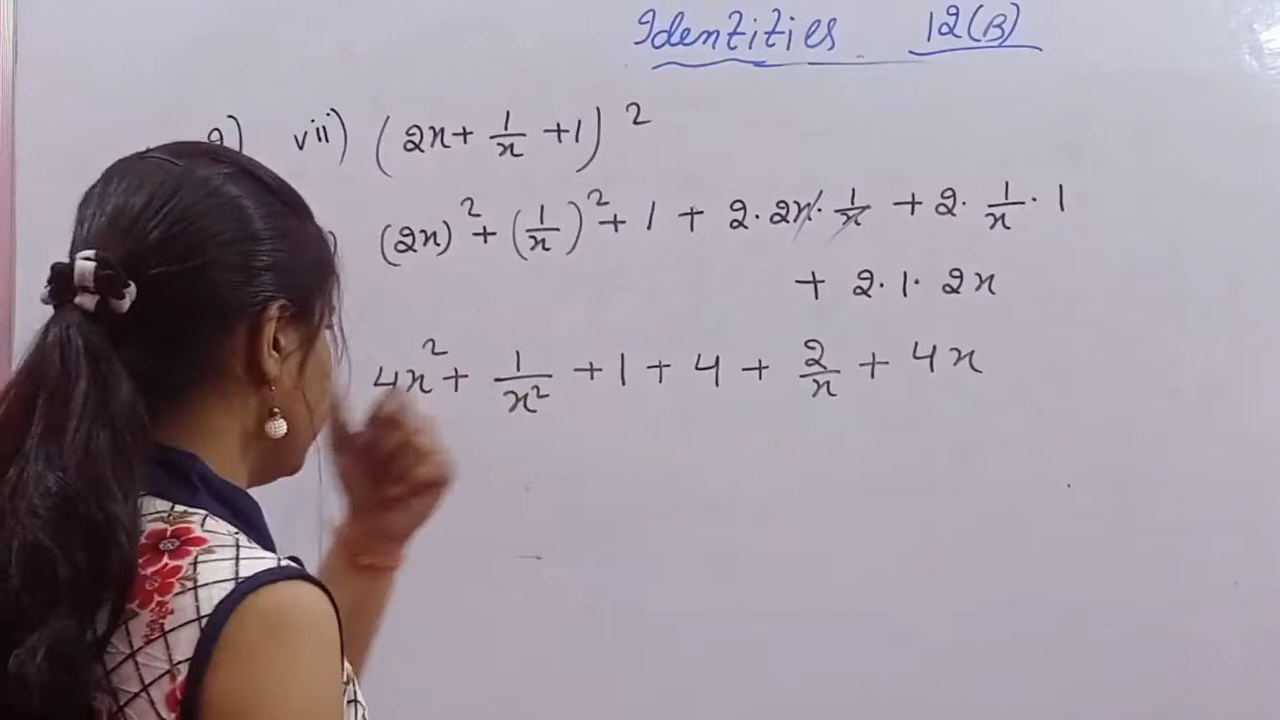 Identities 12(B)
9) vii) (2x + 1/x + 1)²
(2x)² + (1/x)² + 1 + 2·2x·1/x + 2·1/x·1
+ 2·1·2x
4x² + 1/x² + 1 + 4 + 2/x + 4x